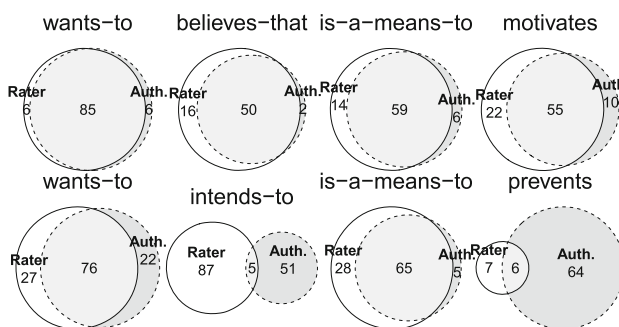 wants-to believes-that is-a-means-to motivates
Rater 6 85 Auth. 6
Rater 16 50 Auth. 2
Rater 14 59 Auth. 6
Rater 22 55 Auth. 10
wants-to intends-to is-a-means-to prevents
Rater 27 76 Auth. 22
Rater 87 5 Auth. 51
Rater 28 65 Auth. 5
Rater 7 6 Auth. 64